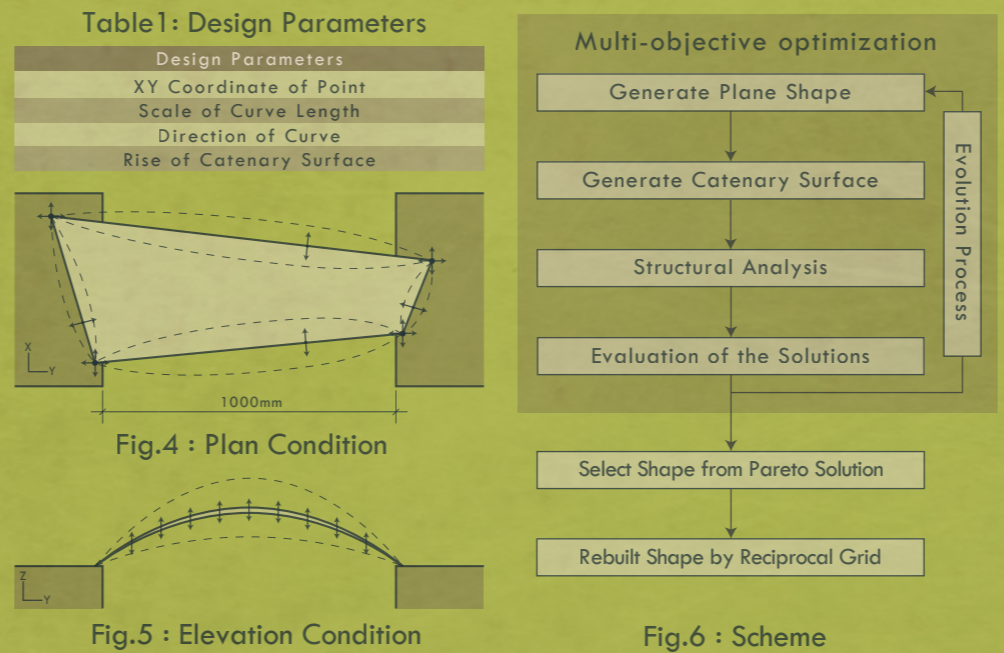 Table1: Design Parameters
Design Parameters
XY Coordinate of Point
Scale of Curve Length
Direction of Curve
Rise of Catenary Surface
X
Y
1000mm
Fig.4 : Plan Condition
Z
Y
Fig.5 : Elevation Condition
Multi-objective optimization
Generate Plane Shape
Generate Catenary Surface
Structural Analysis
Evaluation of the Solutions
Evolution Process
Select Shape from Pareto Solution
Rebuilt Shape by Reciprocal Grid
Fig.6 : Scheme